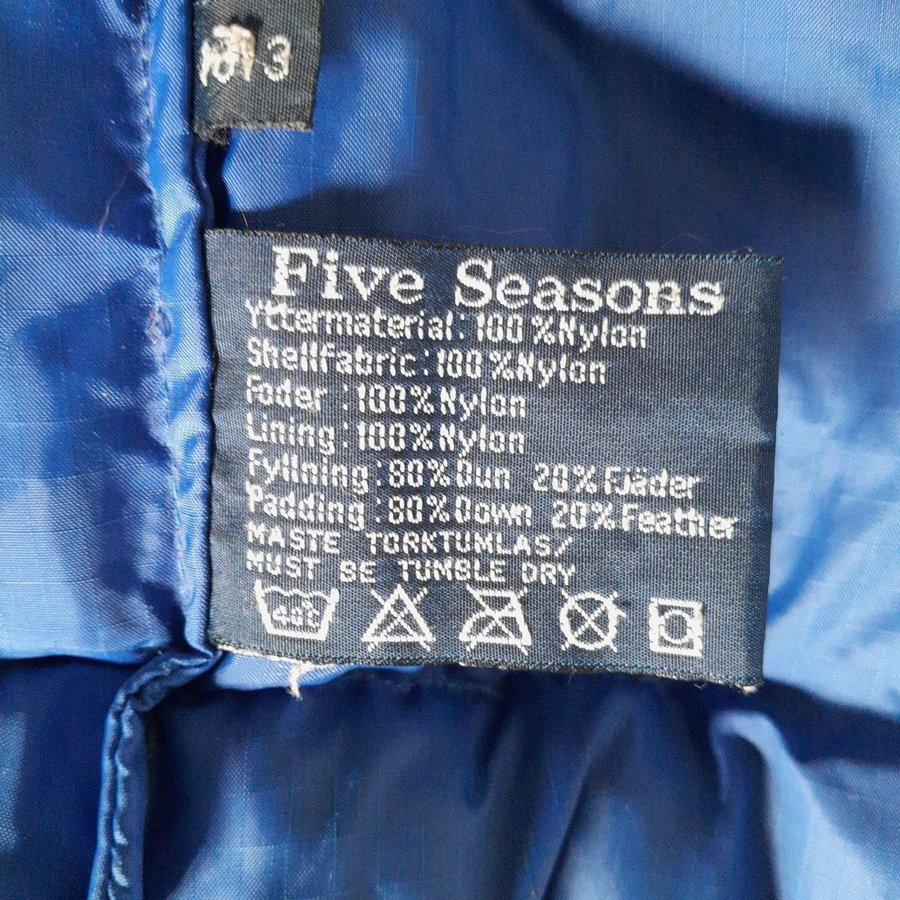 3
Five Seasons
Yttermaterial:100%Nylon
Shellfabric:100%Nylon
Foder :100%Nylon
Lining:100%Nylon
Fyllning:80%Dun 20%Fjäder
Padding:80%Down 20%Feather
MASTE TORKTUMLAS/
MUST BE TUMBLE DRY